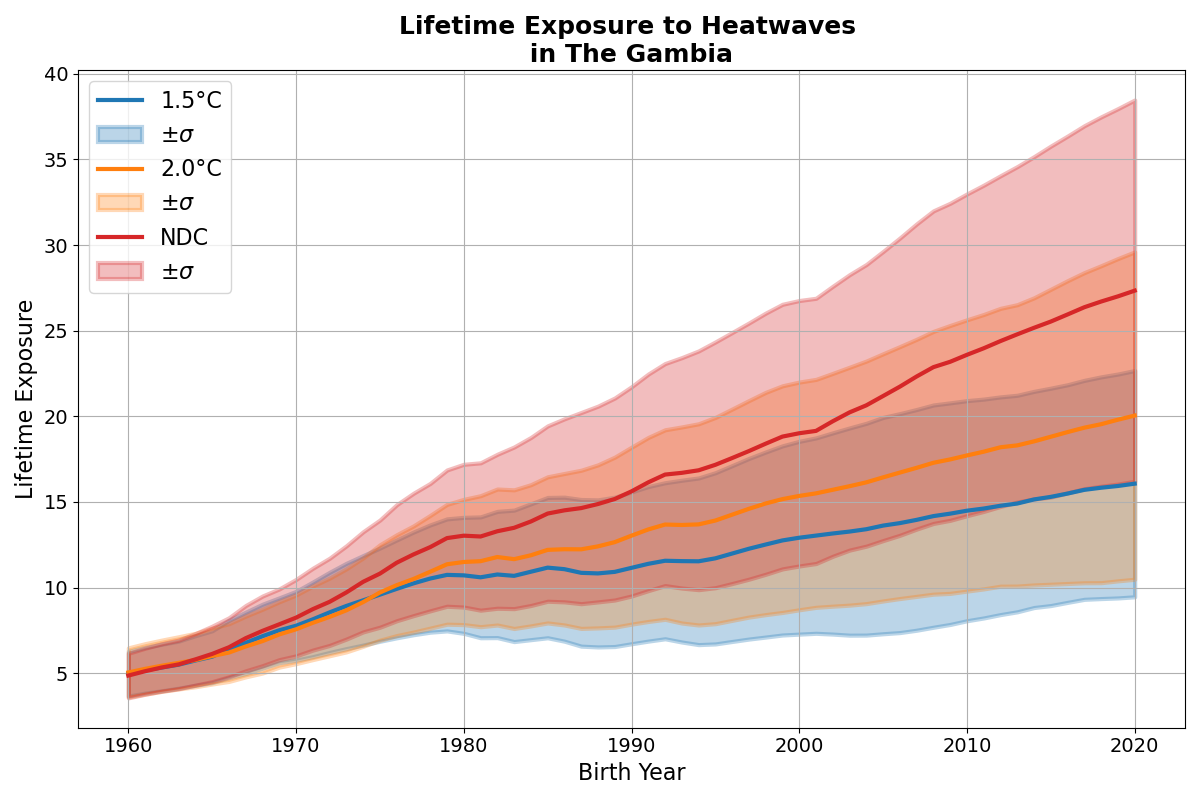 Lifetime Exposure to Heatwaves
in The Gambia
1.5°C
±σ
2.0°C
±σ
NDC
±σ
Lifetime Exposure
40
35
30
25
20
15
10
5
1960 1970 1980 1990 2000 2010 2020
Birth Year